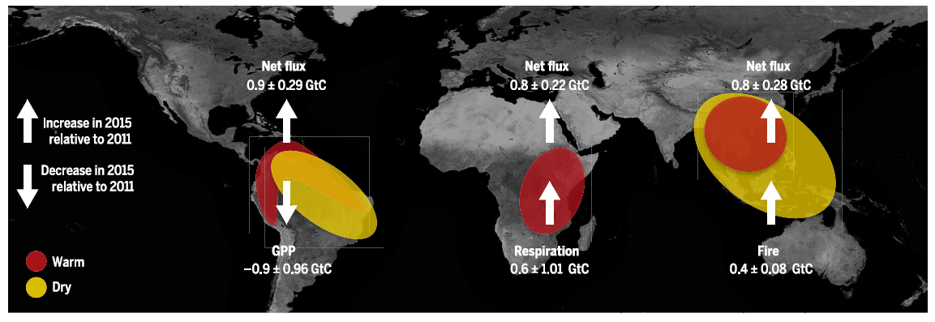 Net flux
0.9 ± 0.29 GtC
Net flux
0.8 ± 0.22 GtC
Net flux
0.8 ± 0.28 GtC
Increase in 2015
relative to 2011
Decrease in 2015
relative to 2011
Warm
Dry
GPP
−0.9 ± 0.96 GtC
Respiration
0.6 ± 1.01 GtC
Fire
0.4 ± 0.08 GtC